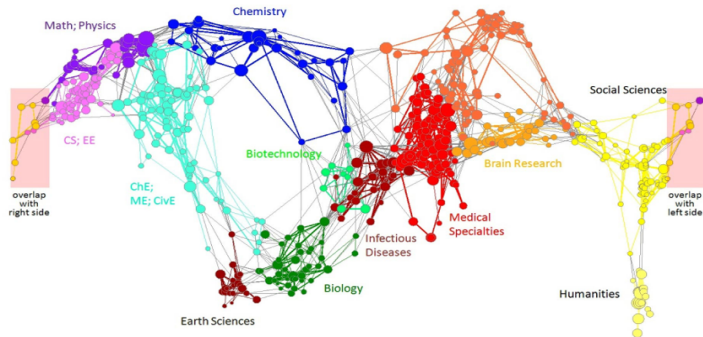 Chemistry
Math; Physics
Social Sciences
CS; EE
Biotechnology
Brain Research
ChE;
ME; CivE
overlap
with
right side
overlap
with
left side
Infectious
Diseases
Medical
Specialties
Biology
Humanities
Earth Sciences